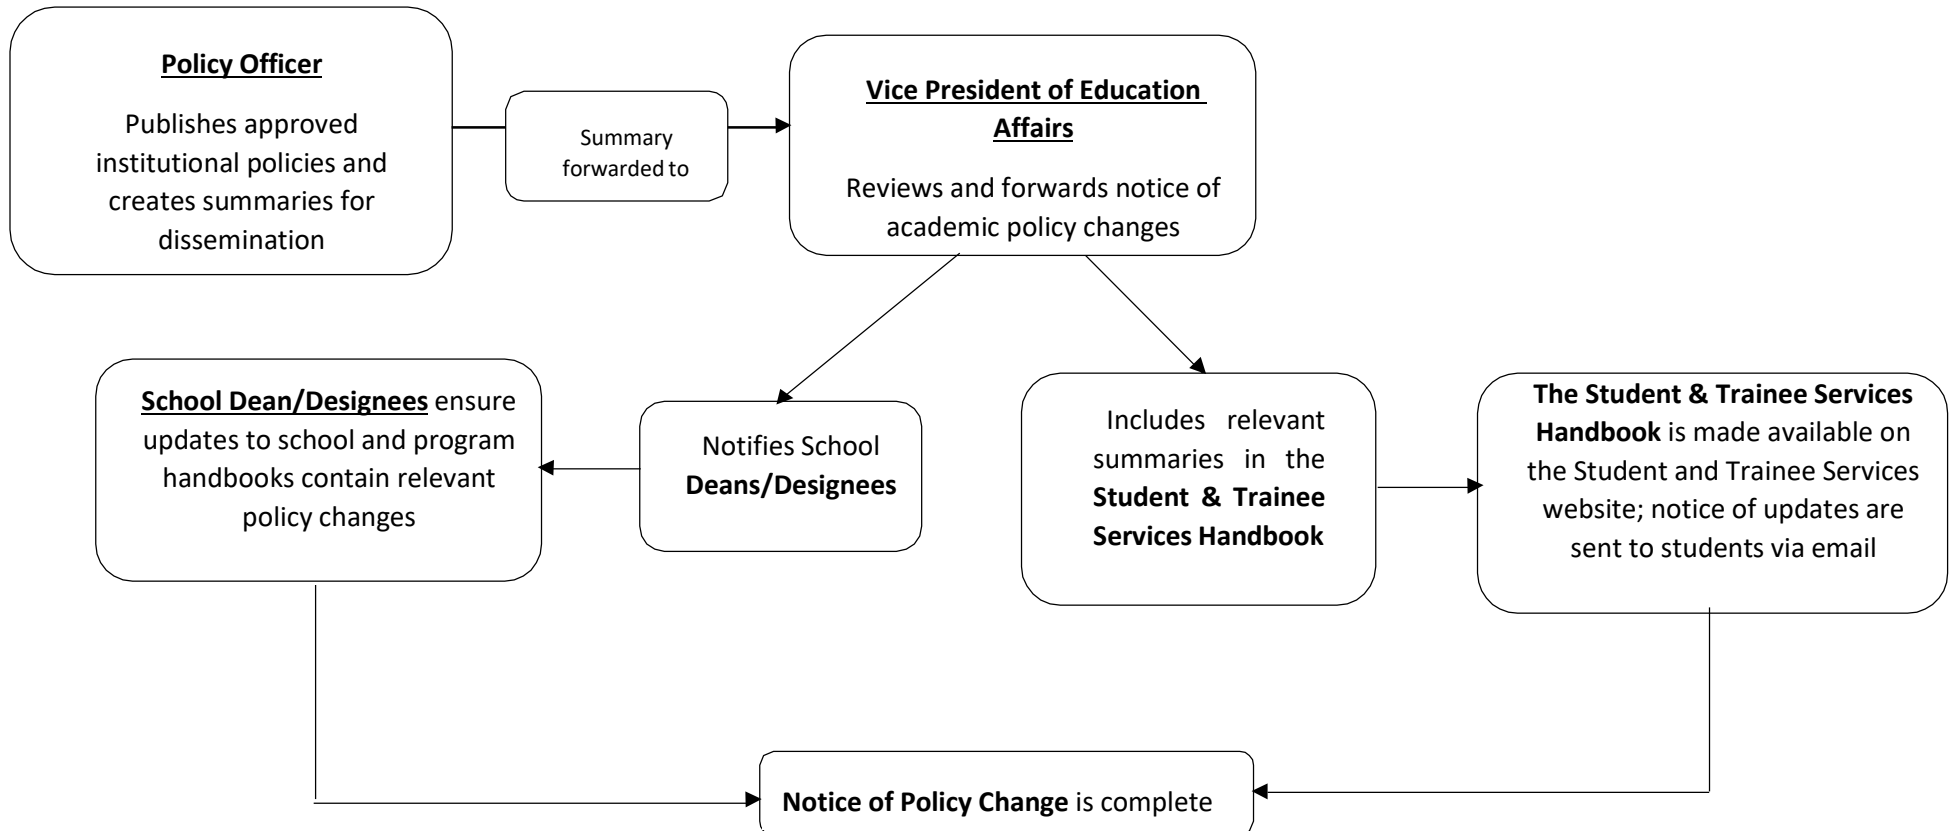 Policy Officer
Publishes approved
institutional policies and
creates summaries for
dissemination
Summary
forwarded to
Vice President of Education
Affairs
Reviews and forwards notice of
academic policy changes
School Dean/Designees ensure
updates to school and program
handbooks contain relevant
policy changes
Notifies School
Deans/Designees
Includes relevant
summaries in the
Student & Trainee
Services Handbook
The Student & Trainee Services
Handbook is made available on
the Student and Trainee Services
website; notice of updates are
sent to students via email
Notice of Policy Change is complete